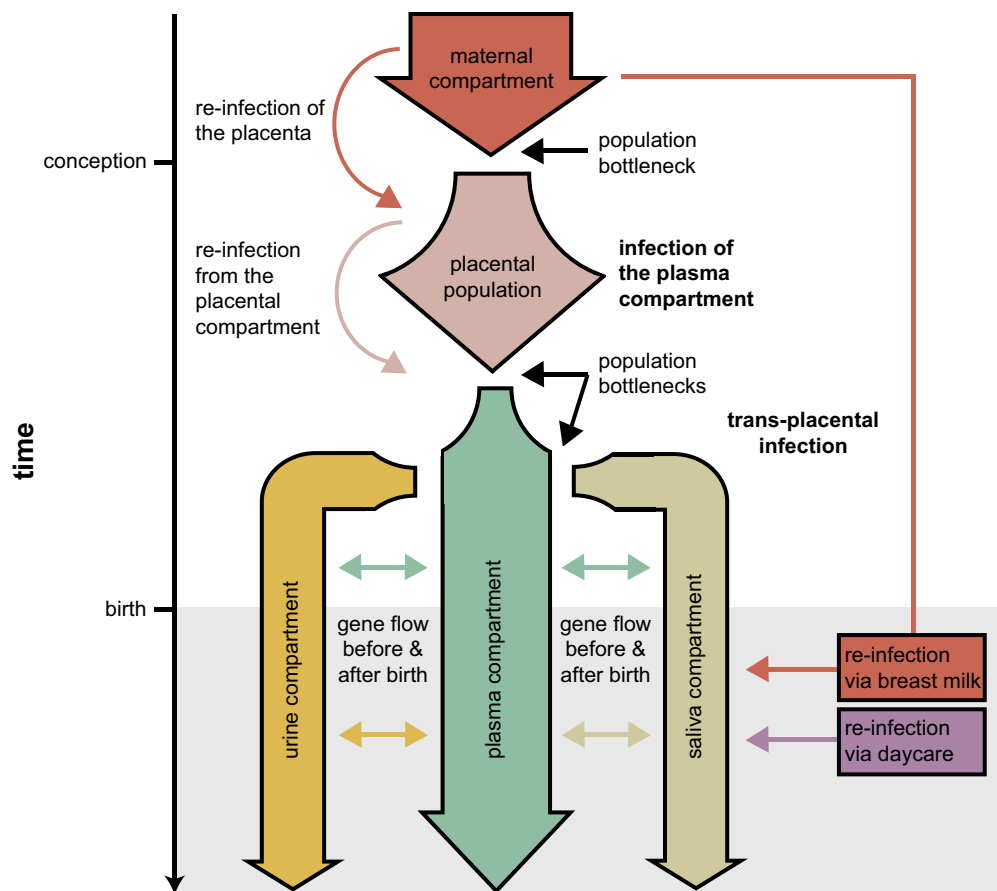 maternal
compartment
re-infection of
the placenta
population
bottleneck
conception
re-infection
from the
placental
compartment
placental
population
infection of
the plasma
compartment
population
bottlenecks
trans-placental
infection
time
birth
urine compartment
gene flow
before &
after birth
plasma compartment
gene flow
before &
after birth
saliva compartment
re-infection
via breast milk
re-infection
via daycare